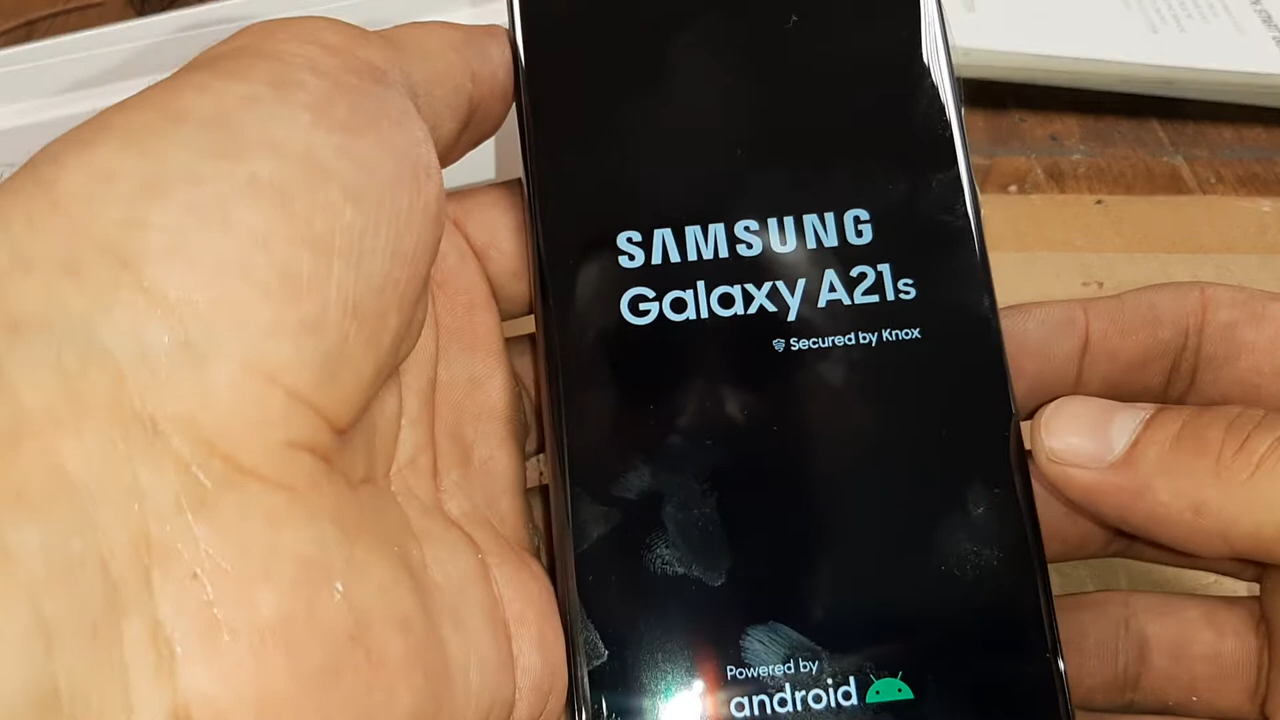 SAMSUNG
Galaxy A21s
Secured by Knox
Powered by
android